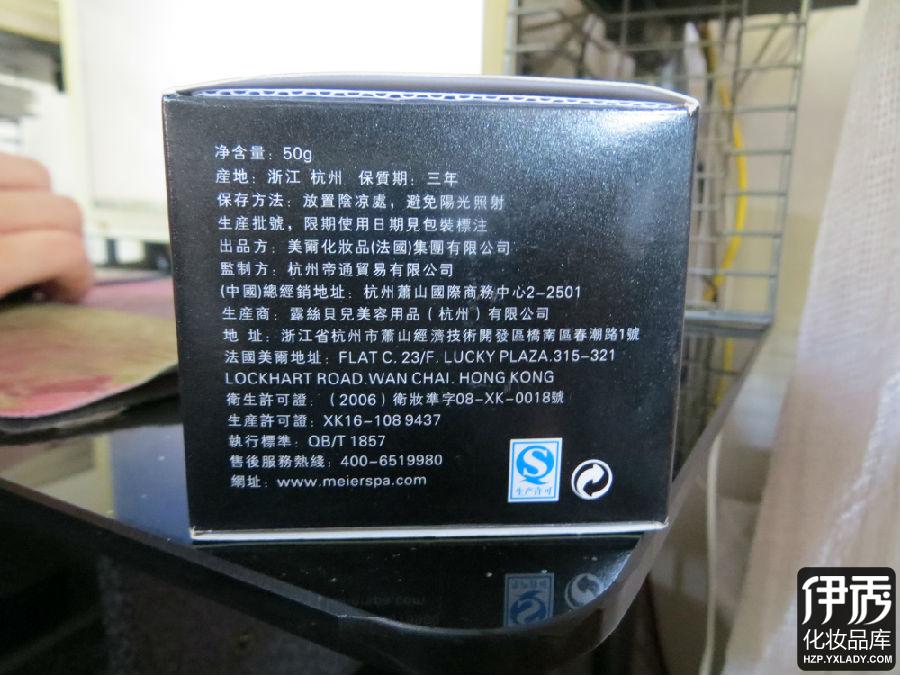 净含量：50g
産地：浙江 杭州 保質期：三年
保存方法：放置陰凉處，避免陽光照射
生産批號，限期使用日期見包裝標注
出品方：美爾化妝品(法國)集團有限公司
監制方：杭州帝通貿易有限公司
(中國)總經銷地址：杭州蕭山國際商務中心2-2501
生産商：露絲貝兒美容用品（杭州）有限公司
地 址：浙江省杭州市蕭山經濟技術開發區橋南區春潮路1號
法國美爾地址：FLAT C, 23/F. LUCKY PLAZA.315-321
LOCKHART ROAD.WAN CHAI. HONG KONG
衛生許可證.（2006）衛妝準字08-XK-0018號
生産許可證：XK16-108 9437
執行標準：QB/T 1857
售後服務熱綫：400-6519980
網址：www.meierspa.com
生产许可
伊秀
化妆品库
HZP.YXLADY.COM